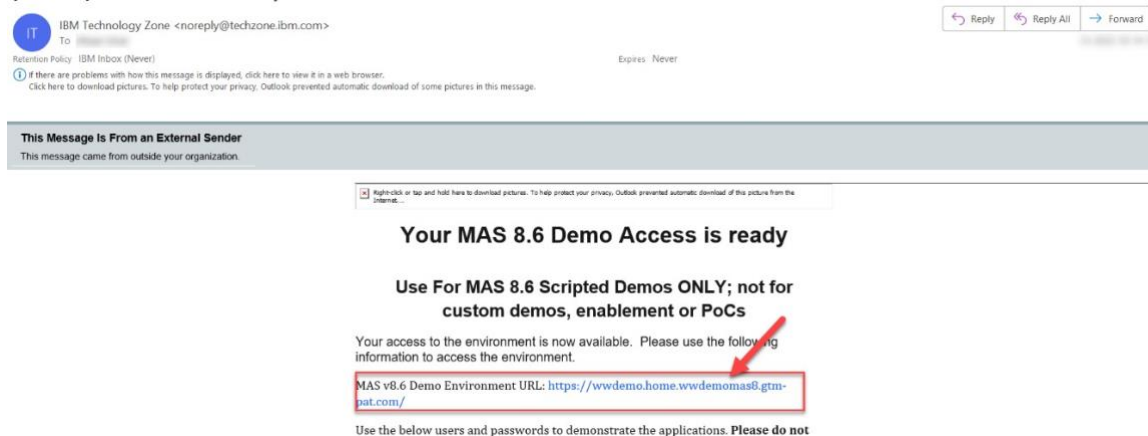 IT
IBM Technology Zone <noreply@techzone.ibm.com>
To
Reply
Reply All
Forward
Retention Policy IBM Inbox (Never)
Expires Never
If there are problems with how this message is displayed, click here to view it in a web browser.
Click here to download pictures. To help protect your privacy, Outlook prevented automatic download of some pictures in this message.
This Message Is From an External Sender
This message came from outside your organization.
Right-click or tap and hold here to download pictures. To help protect your privacy, Outlook prevented automatic download of this picture from the
Internet...
Your MAS 8.6 Demo Access is ready
Use For MAS 8.6 Scripted Demos ONLY; not for
custom demos, enablement or PoCs
Your access to the environment is now available. Please use the following
information to access the environment.
MAS v8.6 Demo Environment URL: https://wwdemo.home.wwdemomas8.gtm-
pat.com/
Use the below users and passwords to demonstrate the applications. Please do not